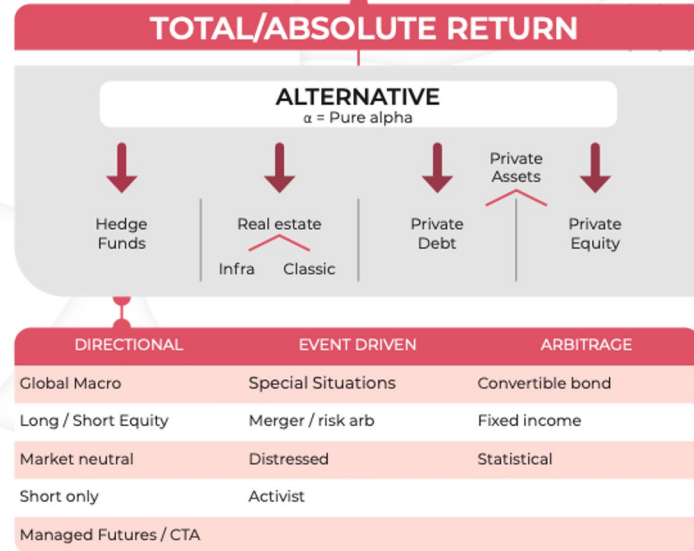 TOTAL/ABSOLUTE RETURN
ALTERNATIVE
α = Pure alpha
Private
Assets
Hedge
Funds
Real estate
Infra Classic
Private
Debt
Private
Equity
DIRECTIONAL EVENT DRIVEN ARBITRAGE
Global Macro Special Situations Convertible bond
Long / Short Equity Merger / risk arb Fixed income
Market neutral Distressed Statistical
Short only Activist
Managed Futures / CTA